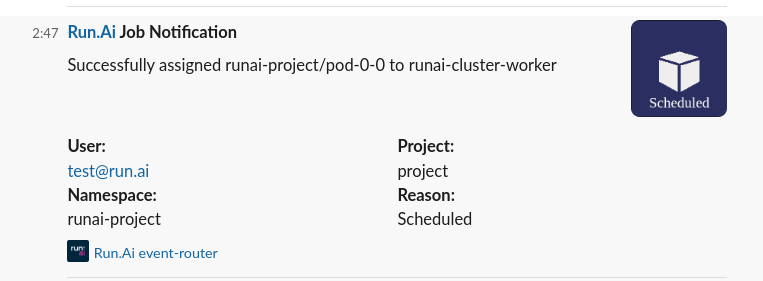 2:47 Run.Ai Job Notification
Successfully assigned runai-project/pod-0-0 to runai-cluster-worker
Scheduled
User: Project:
test@run.ai project
Namespace: Reason:
runai-project Scheduled
run: ai Run.Ai event-router